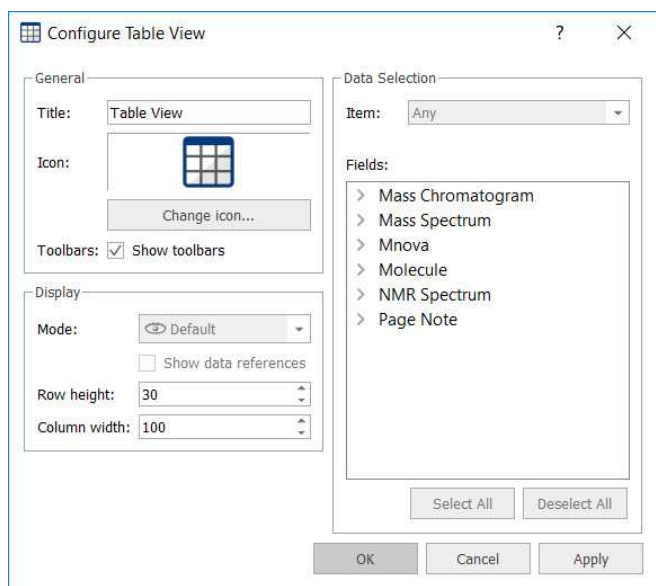 Configure Table View
?
General
Title: Table View
Icon:
Change icon...
Toolbars: Show toolbars
Display
Mode: Default
Show data references
Row height: 30
Column width: 100
Data Selection
Item: Any
Fields:
Mass Chromatogram
Mass Spectrum
Mnova
Molecule
NMR Spectrum
Page Note
Select All Deselect All
OK Cancel Apply